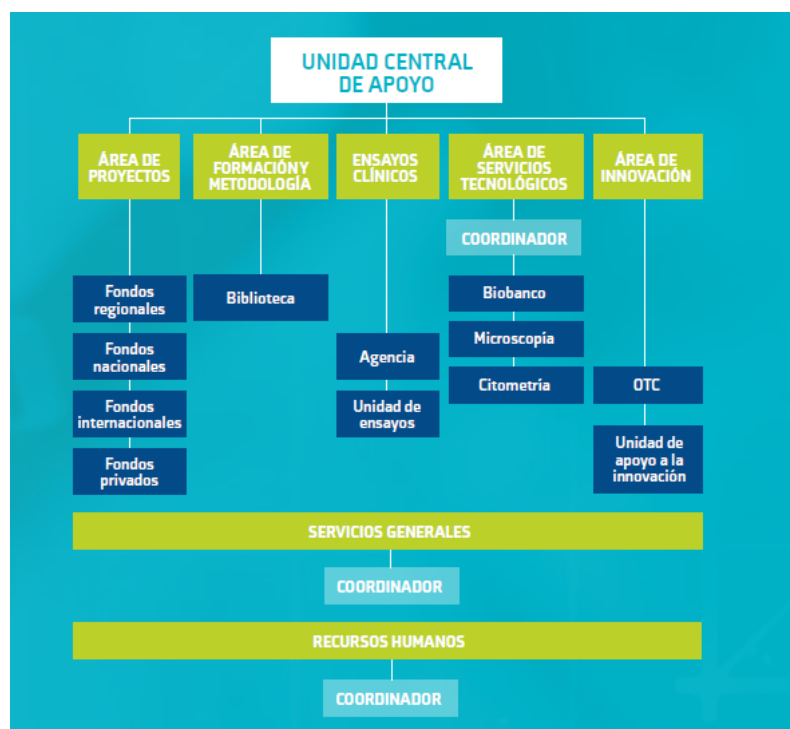 UNIDAD CENTRAL
DE APOYO
ÁREA DE
PROYECTOS
ÁREA DE
FORMACIÓN Y
METODOLOGÍA
ENSAYOS
CLÍNICOS
ÁREA DE
SERVICIOS
TECNOLÓGICOS
ÁREA DE
INNOVACIÓN
COORDINADOR
Fondos
regionales
Fondos
nacionales
Fondos
internacionales
Fondos
privados
Biblioteca
Agencia
Unidad de
ensayos
Biobanco
Microscopía
Citometría
OTC
Unidad de
apoyo a la
innovación
SERVICIOS GENERALES
COORDINADOR
RECURSOS HUMANOS
COORDINADOR